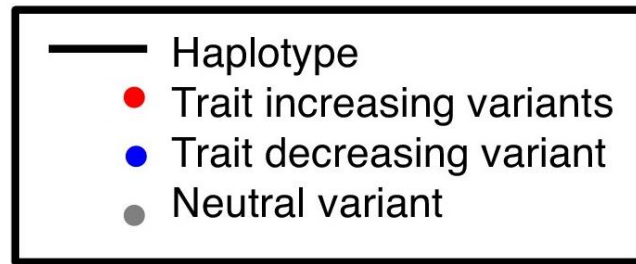 Haplotype
Trait increasing variants
Trait decreasing variant
Neutral variant